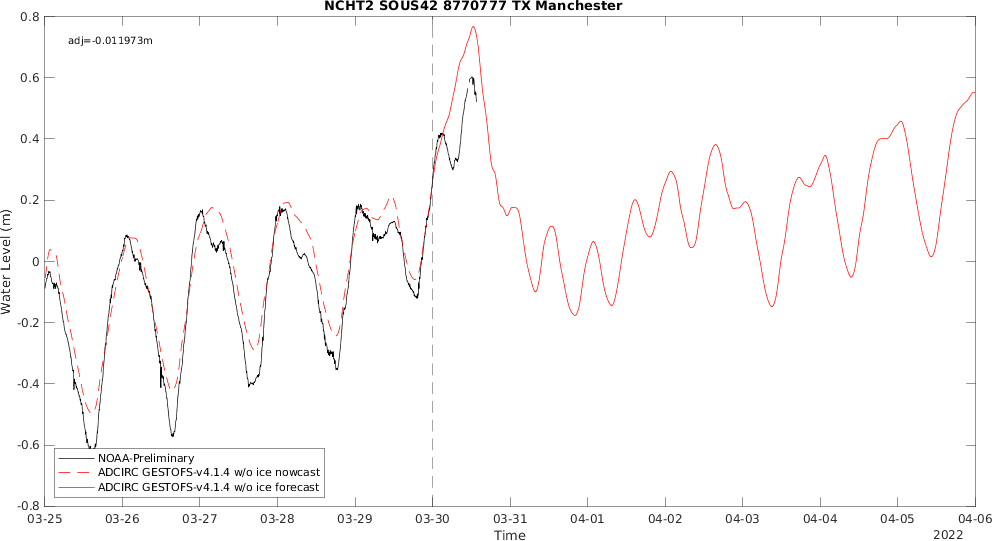 NCHT2 SOUS42 8770777 TX Manchester
adj=-0.011973m
0.8
0.6
0.4
0.2
0
-0.2
-0.4
-0.6
-0.8
Water Level (m)
NOAA-Preliminary
ADCIRC GESTOFS-v4.1.4 w/o ice nowcast
ADCIRC GESTOFS-v4.1.4 w/o ice forecast
03-25 03-26 03-27 03-28 03-29 03-30 03-31 04-01 04-02 04-03 04-04 04-05 04-06
Time
2022